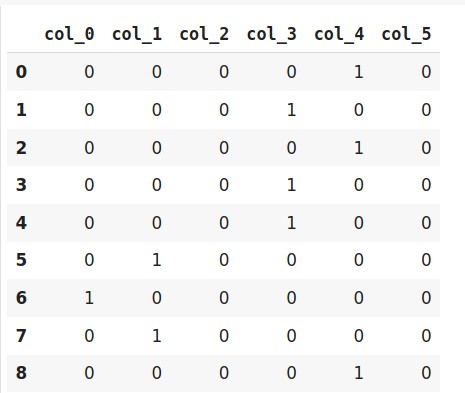 col_0 col_1 col_2 col_3 col_4 col_5
0 0 0 0 0 1 0
1 0 0 0 1 0 0
2 0 0 0 0 1 0
3 0 0 0 1 0 0
4 0 0 0 1 0 0
5 0 1 0 0 0 0
6 1 0 0 0 0 0
7 0 1 0 0 0 0
8 0 0 0 0 1 0